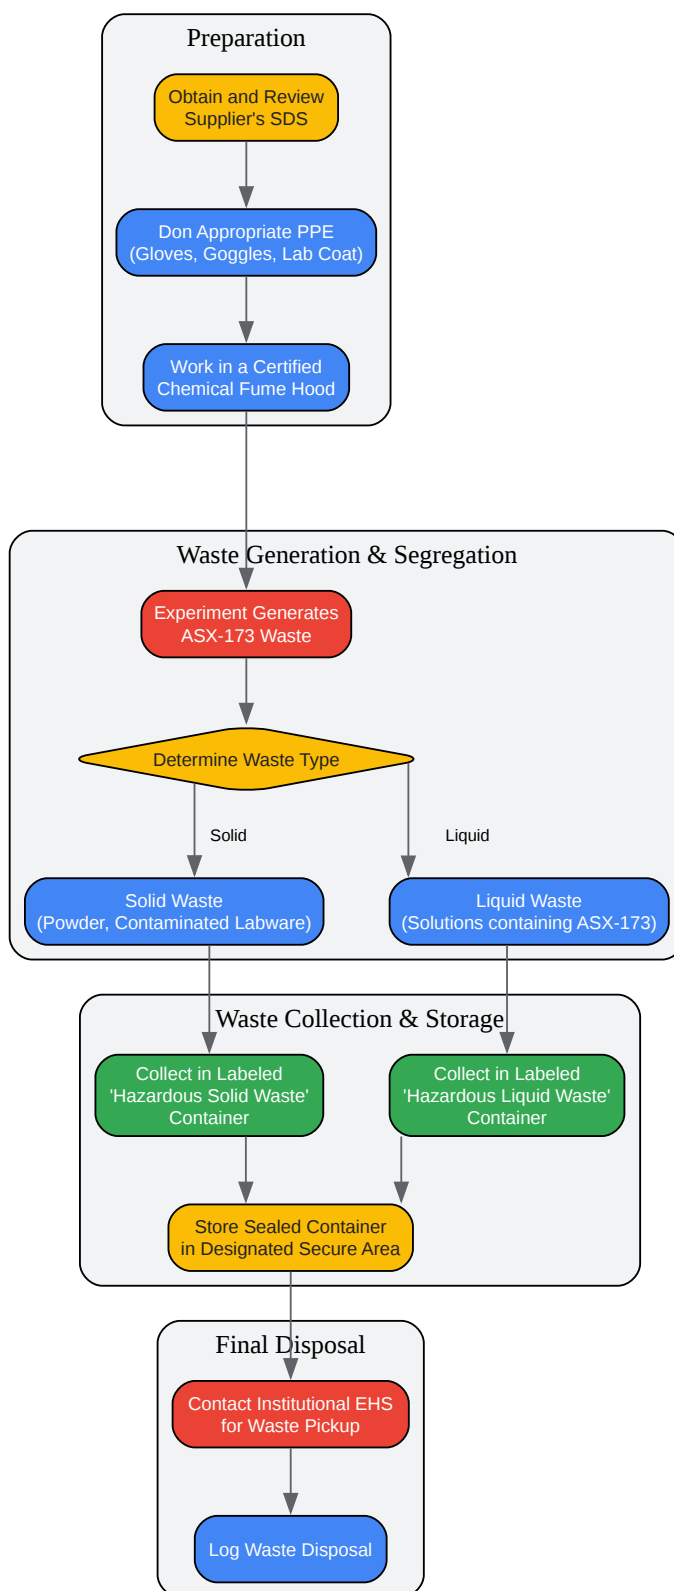 Preparation
Obtain and Review
Supplier's SDS
Don Appropriate PPE
(Gloves, Goggles, Lab Coat)
Work in a Certified
Chemical Fume Hood
Waste Generation & Segregation
Experiment Generates
ASX-173 Waste
Determine Waste Type
Solid
Liquid
Solid Waste
(Powder, Contaminated Labware)
Liquid Waste
(Solutions containing ASX-173)
Waste Collection & Storage
Collect in Labeled
'Hazardous Solid Waste'
Container
Collect in Labeled
'Hazardous Liquid Waste'
Container
Store Sealed Container
in Designated Secure Area
Final Disposal
Contact Institutional EHS
for Waste Pickup
Log Waste Disposal